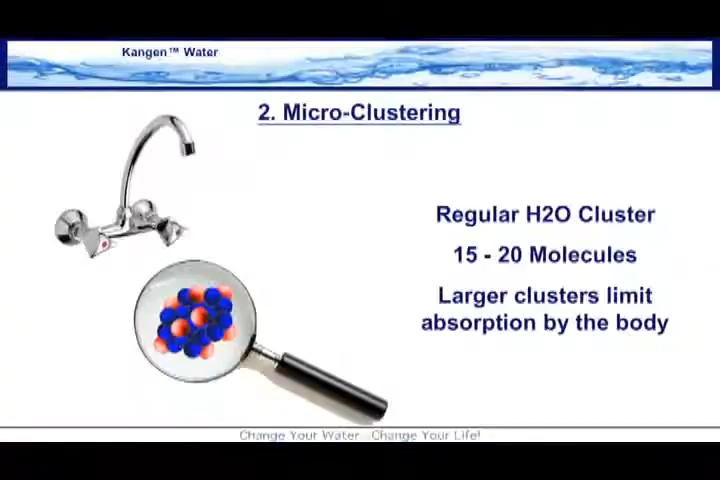 Kangen™ Water
2. Micro-Clustering
Regular H2O Cluster
15 - 20 Molecules
Larger clusters limit
absorption by the body
Change Your Water...Change Your Life!